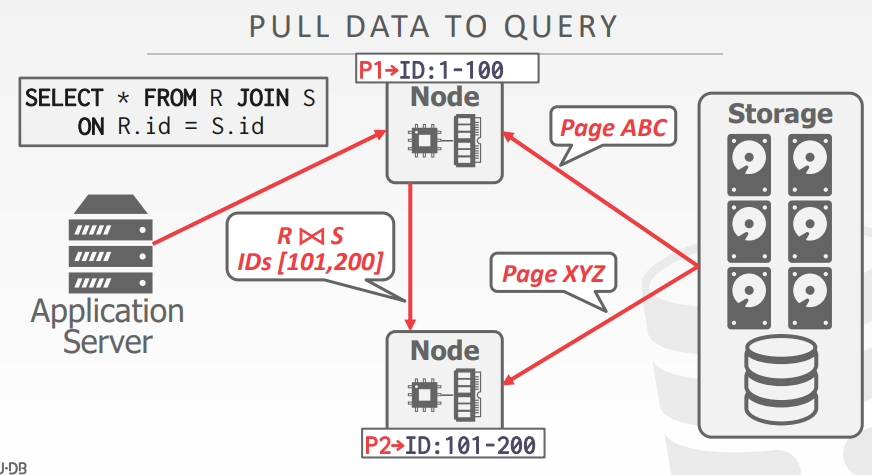 PULL DATA TO QUERY
SELECT * FROM R JOIN S
ON R.id = S.id
P1→ID:1-100
Node
Page ABC
Storage
R ⋈ S
IDs [101,200]
Page XYZ
Application
Server
Node
P2→ID:101-200
J·DB